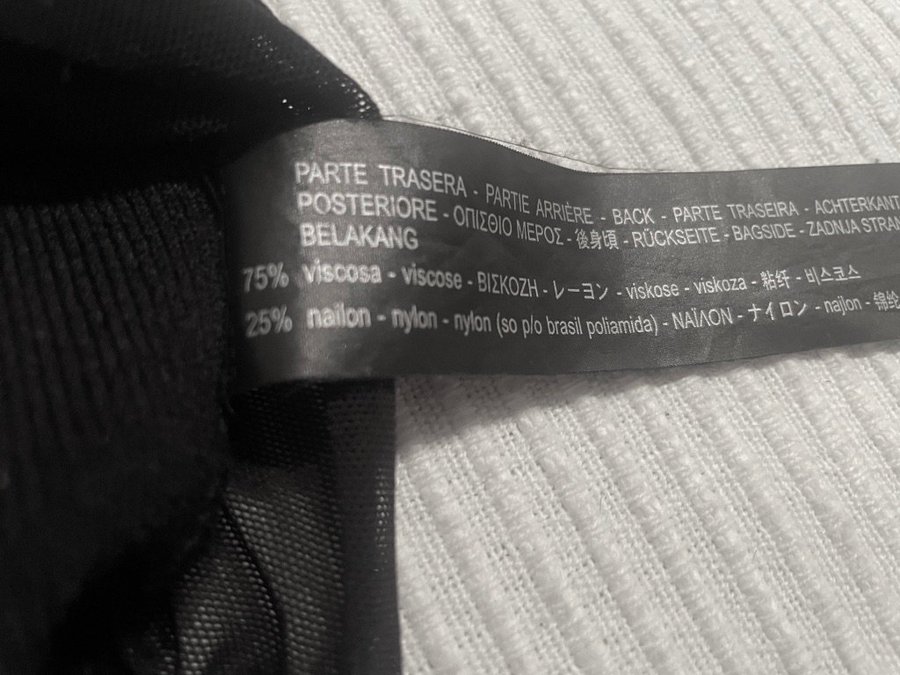 PARTE TRASERA - PARTIE ARRIÈRE - BACK - PARTE TRASEIRA - ACHTERKANT
POSTERIORE - ΟΠΙΣΘΙΟ ΜΕΡΟΣ - 後身頃 - RÜCKSEITE - BAGSIDE - ZADNJA STRAN
BELAKANG
75% viscosa - viscose - ΒΙΣΚΟΖΗ - レーヨン - viskose - viskoza - 粘纤 - 비스코스
25% nailon - nylon - nylon (so p/o brasil poliamida) - ΝΑΪΛΟΝ - ナイロン - najlon - 锦纶